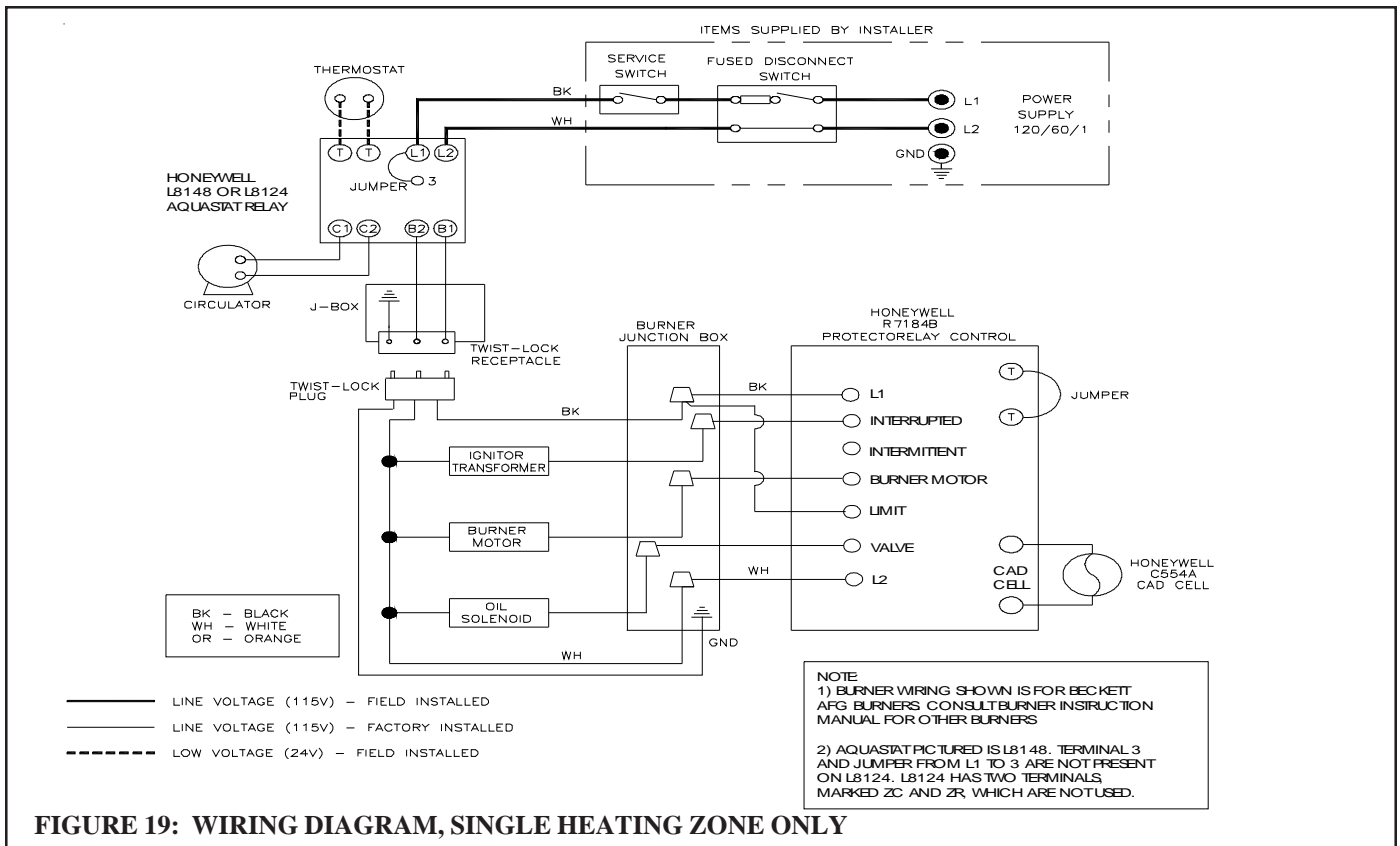 ITEMS SUPPLIED BY INSTALLER
SERVICE
SWITCH
FUSED DISCONNECT
SWITCH
THERMOSTAT
BK
L1
POWER
SUPPLY
120/60/1
WH
L2
GND
T
T
L1
L2
JUMPER
3
HONEYWELL
L8148 OR L8124
AQUASTAT RELAY
C1
C2
B2
B1
CIRCULATOR
J-BOX
TWIST-LOCK
RECEPTACLE
TWIST-LOCK
PLUG
BURNER
JUNCTION BOX
HONEYWELL
R7184B
PROTECTORELAY CONTROL
BK
BK
L1
INTERRUPTED
INTERMITTENT
BURNER MOTOR
LIMIT
VALVE
WH
L2
T
T
JUMPER
CAD
CELL
HONEYWELL
C554A
CAD CELL
IGNITOR
TRANSFORMER
BURNER
MOTOR
OIL
SOLENOID
WH
GND
BK - BLACK
WH - WHITE
OR - ORANGE
LINE VOLTAGE (115V) - FIELD INSTALLED
LINE VOLTAGE (115V) - FACTORY INSTALLED
LOW VOLTAGE (24V) - FIELD INSTALLED
NOTE:
1) BURNER WIRING SHOWN IS FOR BECKETT
AFG BURNERS. CONSULT BURNER INSTRUCTION
MANUAL FOR OTHER BURNERS
2) AQUASTAT PICTURED IS L8148. TERMINAL 3
AND JUMPER FROM L1 TO 3 ARE NOT PRESENT
ON L8124. L8124 HAS TWO TERMINALS,
MARKED ZC AND ZR, WHICH ARE NOT USED.
FIGURE 19: WIRING DIAGRAM, SINGLE HEATING ZONE ONLY